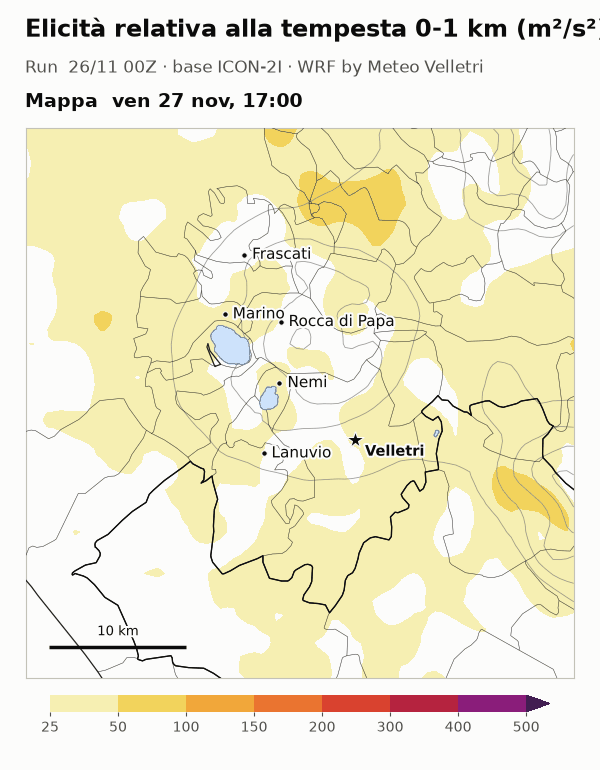 Elicità relativa alla tempesta 0-1 km (m²/s²)
Run  26/11 00Z · base ICON-2I · WRF by Meteo Velletri
Mappa  ven 27 nov, 17:00
Frascati
Marino
Rocca di Papa
Nemi
Velletri
Lanuvio
10 km
25 50 100 150 200 300 400 500